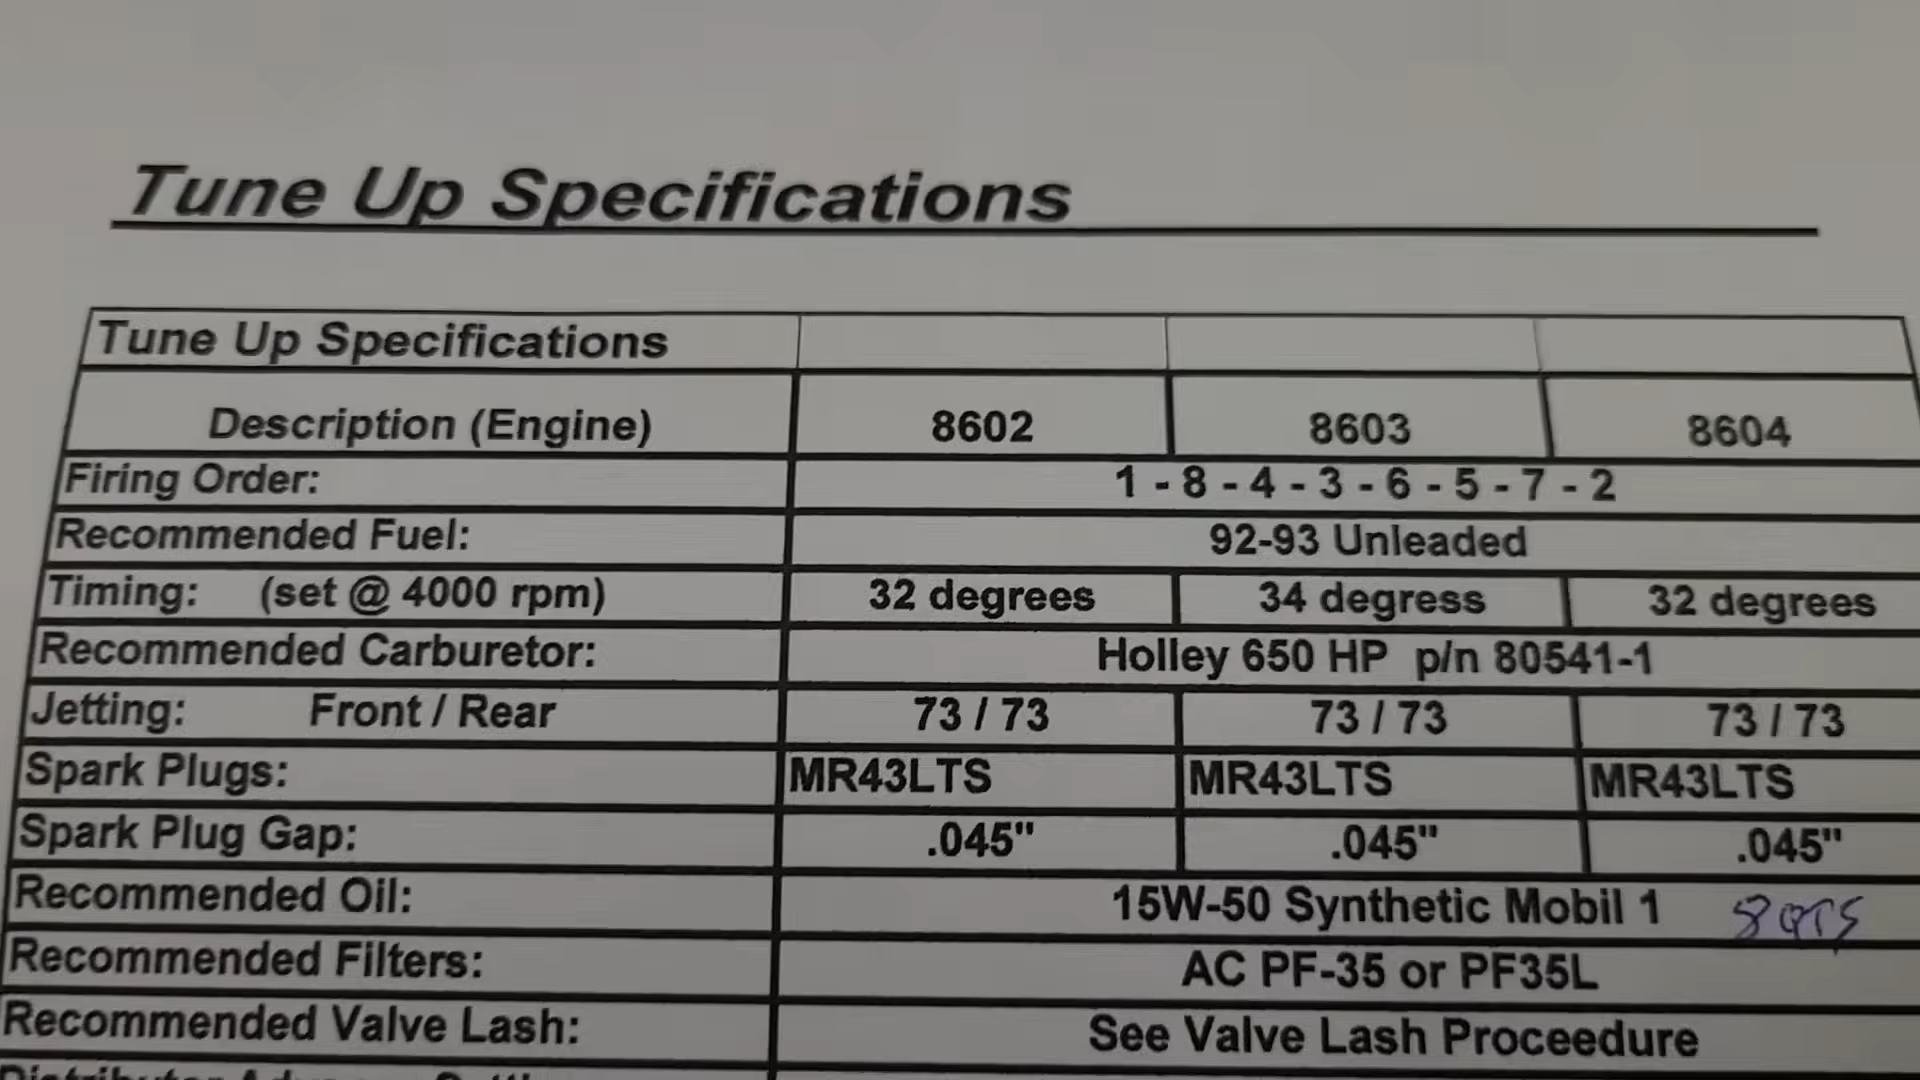 Tune Up Specifications
Tune Up Specifications
Description (Engine) 8602 8603 8604
Firing Order: 1 - 8 - 4 - 3 - 6 - 5 - 7 - 2
Recommended Fuel: 92-93 Unleaded
Timing: (set @ 4000 rpm) 32 degrees 34 degress 32 degrees
Recommended Carburetor: Holley 650 HP p/n 80541-1
Jetting: Front / Rear 73 / 73 73 / 73 73 / 73
Spark Plugs: MR43LTS MR43LTS MR43LTS
Spark Plug Gap: .045" .045" .045"
Recommended Oil: 15W-50 Synthetic Mobil 1 8 QTS
Recommended Filters: AC PF-35 or PF35L
Recommended Valve Lash: See Valve Lash Proceedure